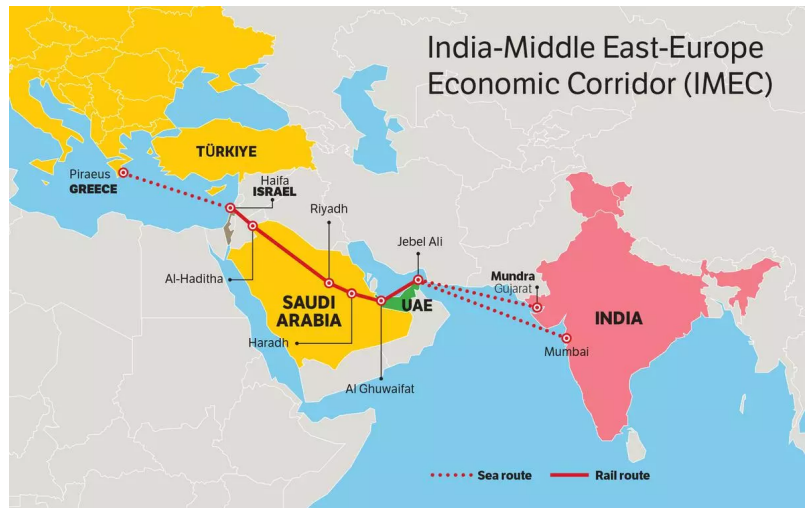 India-Middle East-Europe
Economic Corridor (IMEC)
TÜRKIYE
Piraeus
GREECE
Haifa
ISRAEL
Riyadh
Al-Haditha
Jebel Ali
Mundra
Gujarat
SAUDI
ARABIA
UAE
INDIA
Haradh
Mumbai
Al Ghuwaifat
Sea route
Rail route